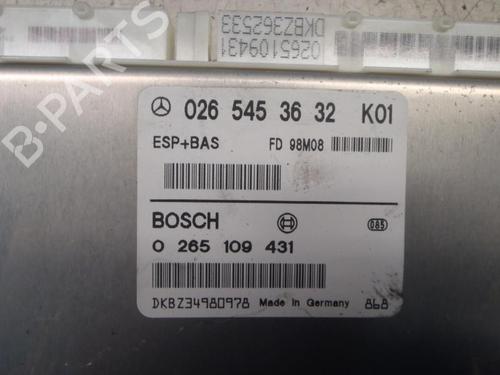 0265109431
DKBZ362533
026 545 36 32 K01
ESP+BAS FD 98M08
BOSCH
085
0 265 109 431
DKBZ34980978 Made in Germany 868
B-PARTS